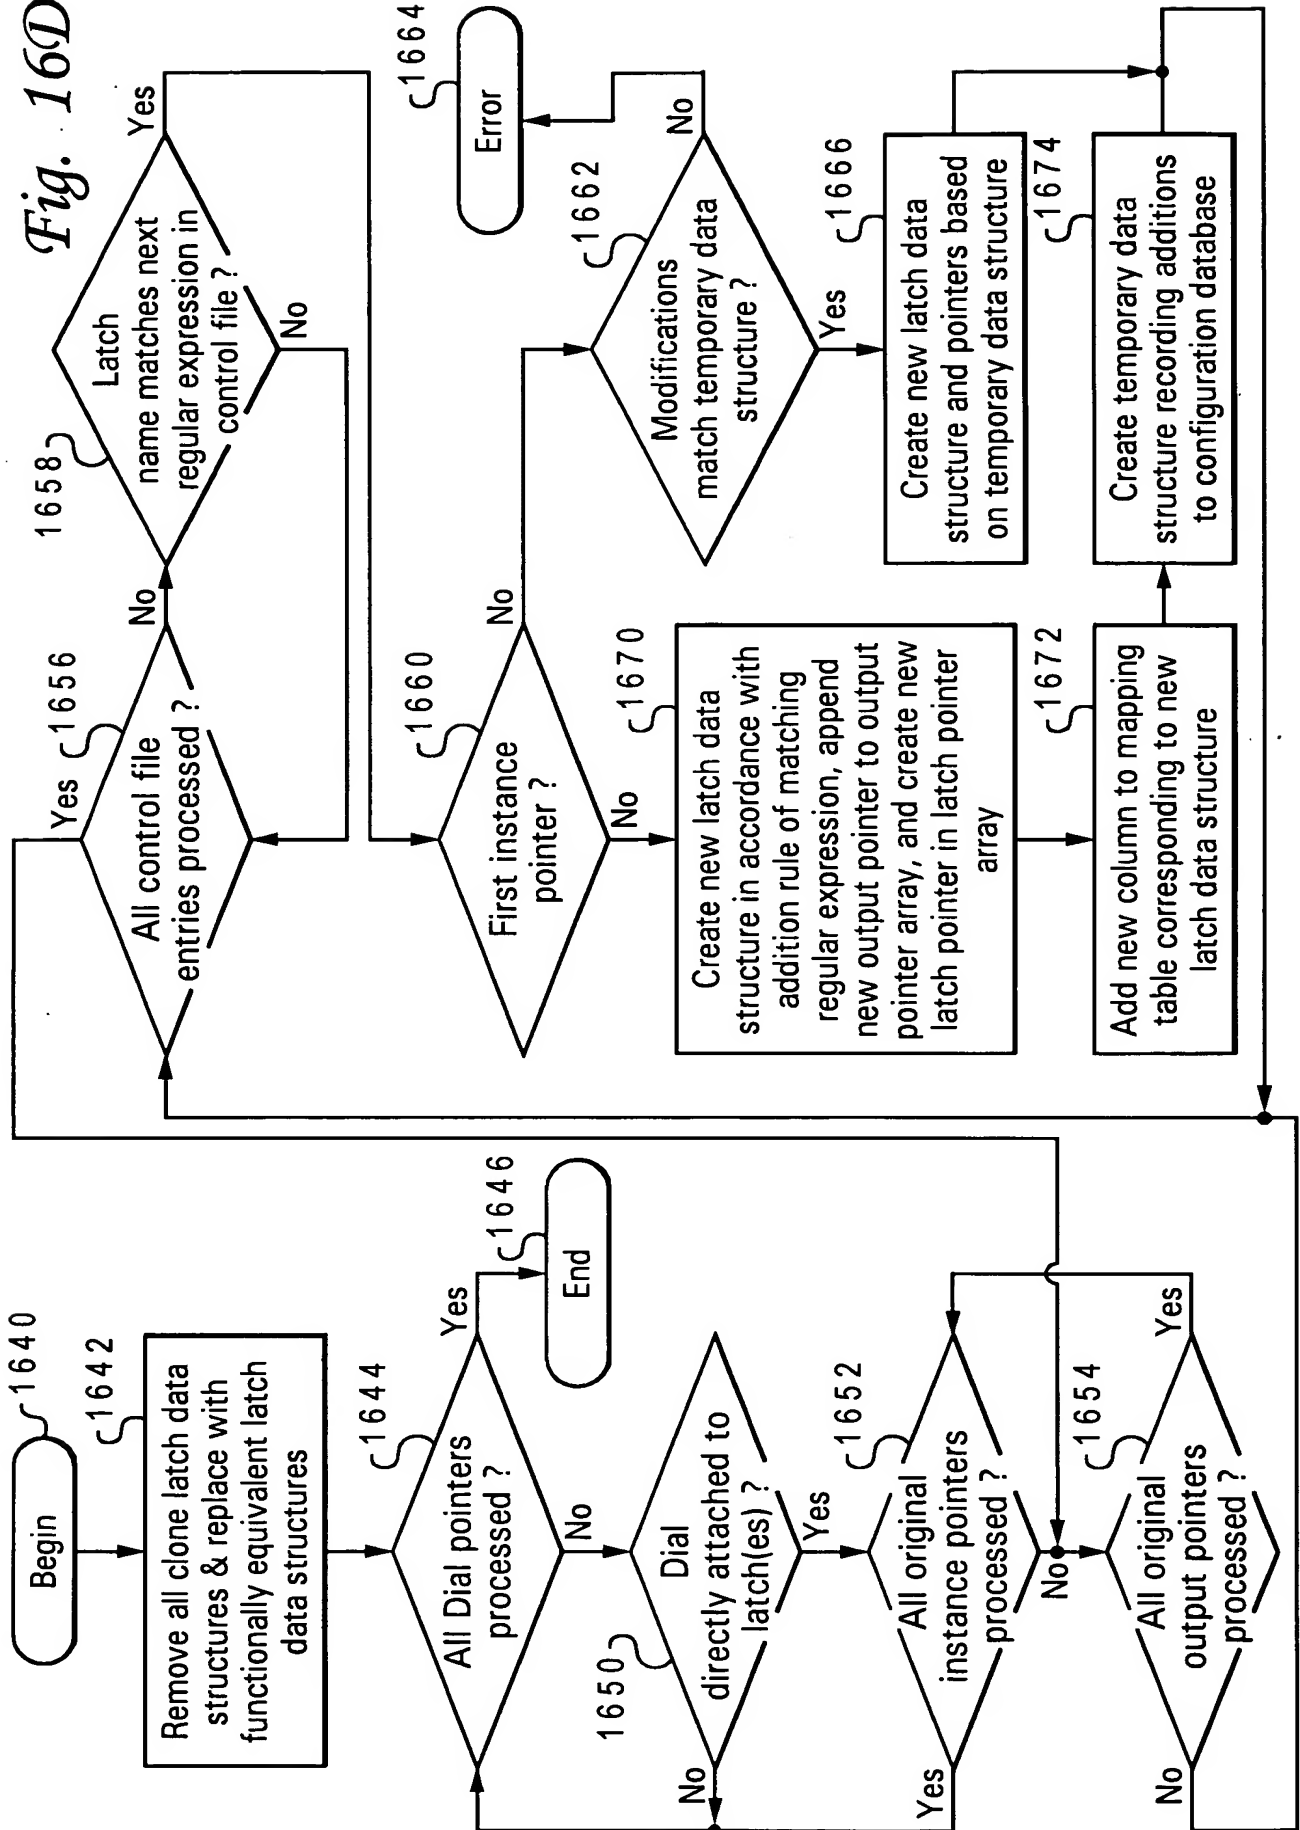 Fig. 16D
Begin
1640
Remove all clone latch data
structures & replace with
functionally equivalent latch
data structures
1642
All Dial pointers
processed ?
1644
Yes
No
End
1646
Dial
directly attached to
latch(es) ?
1650
No
Yes
All original
instance pointers
processed ?
1652
Yes
No
All original
output pointers
processed ?
1654
Yes
No
All control file
entries processed ?
1656
Yes
No
Latch
name matches next
regular expression in
control file ?
1658
Yes
No
First instance
pointer ?
1660
No
No
Modifications
match temporary data
structure ?
1662
No
Yes
Error
1664
Create new latch data
structure and pointers based
on temporary data structure
1666
Create new latch data
structure in accordance with
addition rule of matching
regular expression, append
new output pointer to output
pointer array, and create new
latch pointer in latch pointer
array
1670
Add new column to mapping
table corresponding to new
latch data structure
1672
Create temporary data
structure recording additions
to configuration database
1674